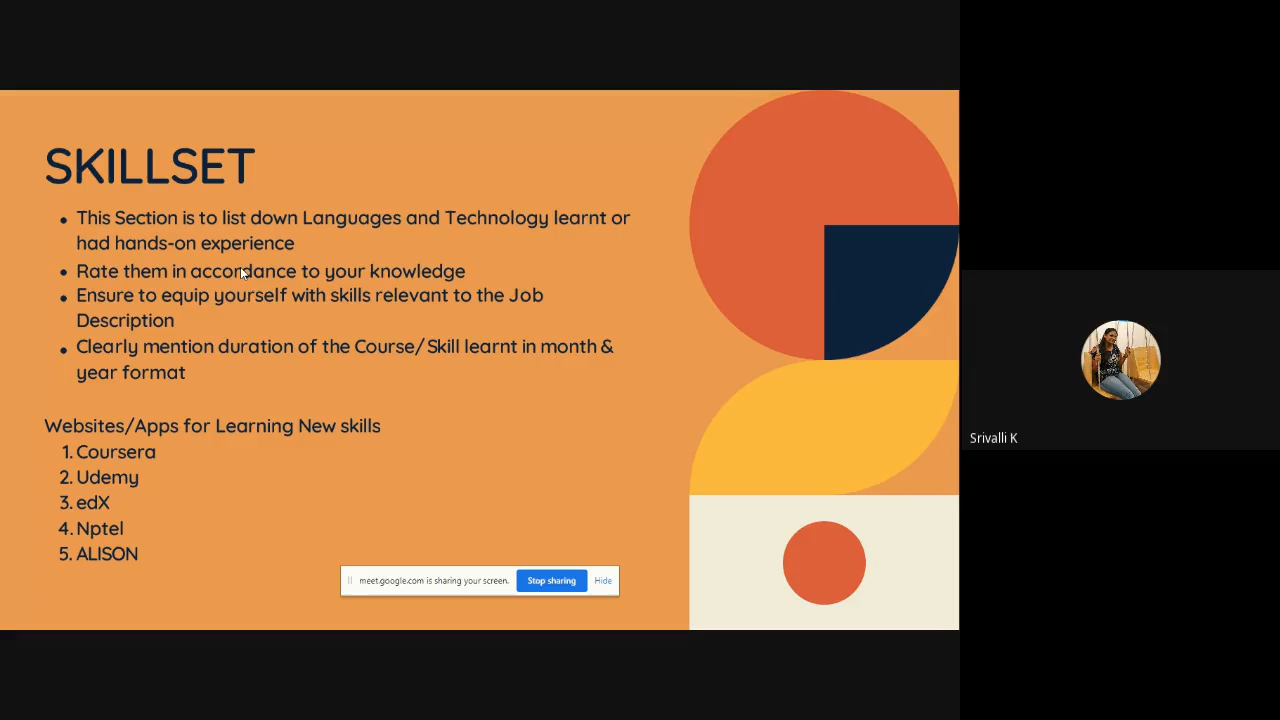 SKILLSET
• This Section is to list down Languages and Technology learnt or
had hands-on experience
• Rate them in accordance to your knowledge
• Ensure to equip yourself with skills relevant to the Job
Description
• Clearly mention duration of the Course/Skill learnt in month &
year format
Websites/Apps for Learning New skills
1. Coursera
2. Udemy
3. edX
4. Nptel
5. ALISON
meet.google.com is sharing your screen. Stop sharing Hide
Srivalli K